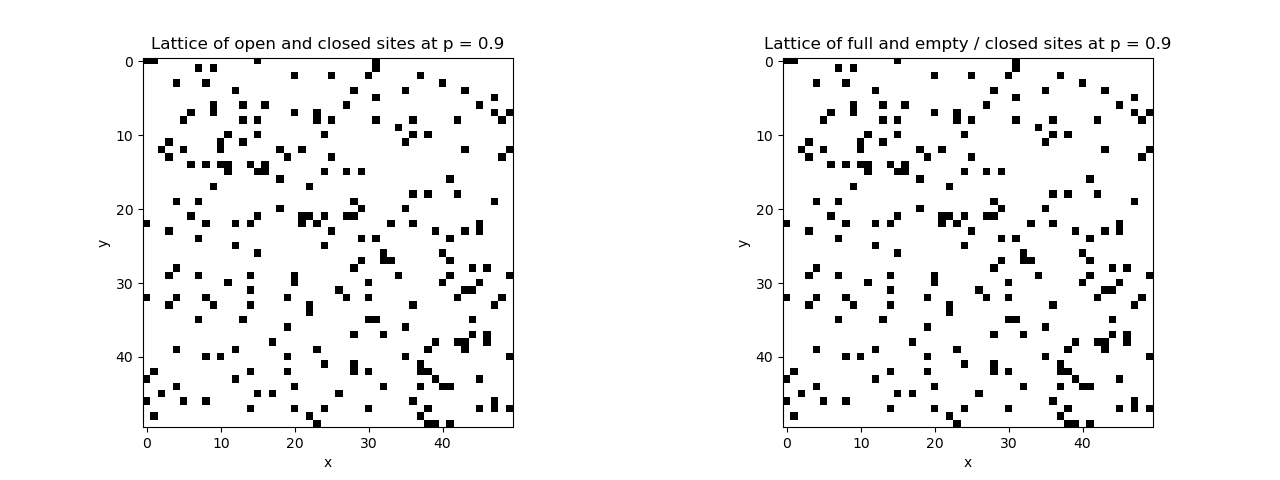 Lattice of open and closed sites at p = 0.9
0
10
20
30
40
y
0 10 20 30 40
x
Lattice of full and empty / closed sites at p = 0.9
0
10
20
30
40
y
0 10 20 30 40
x